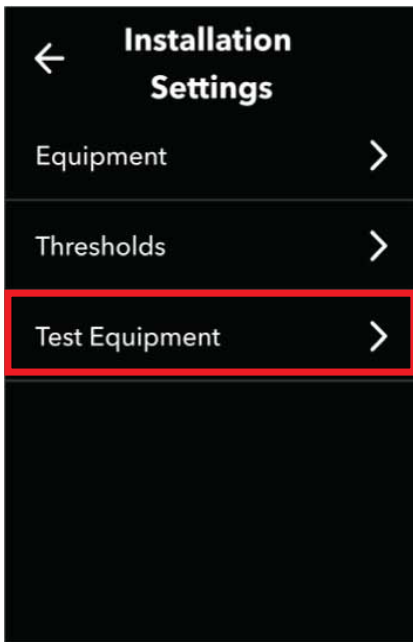 Installation
Settings
Equipment
Thresholds
Test Equipment